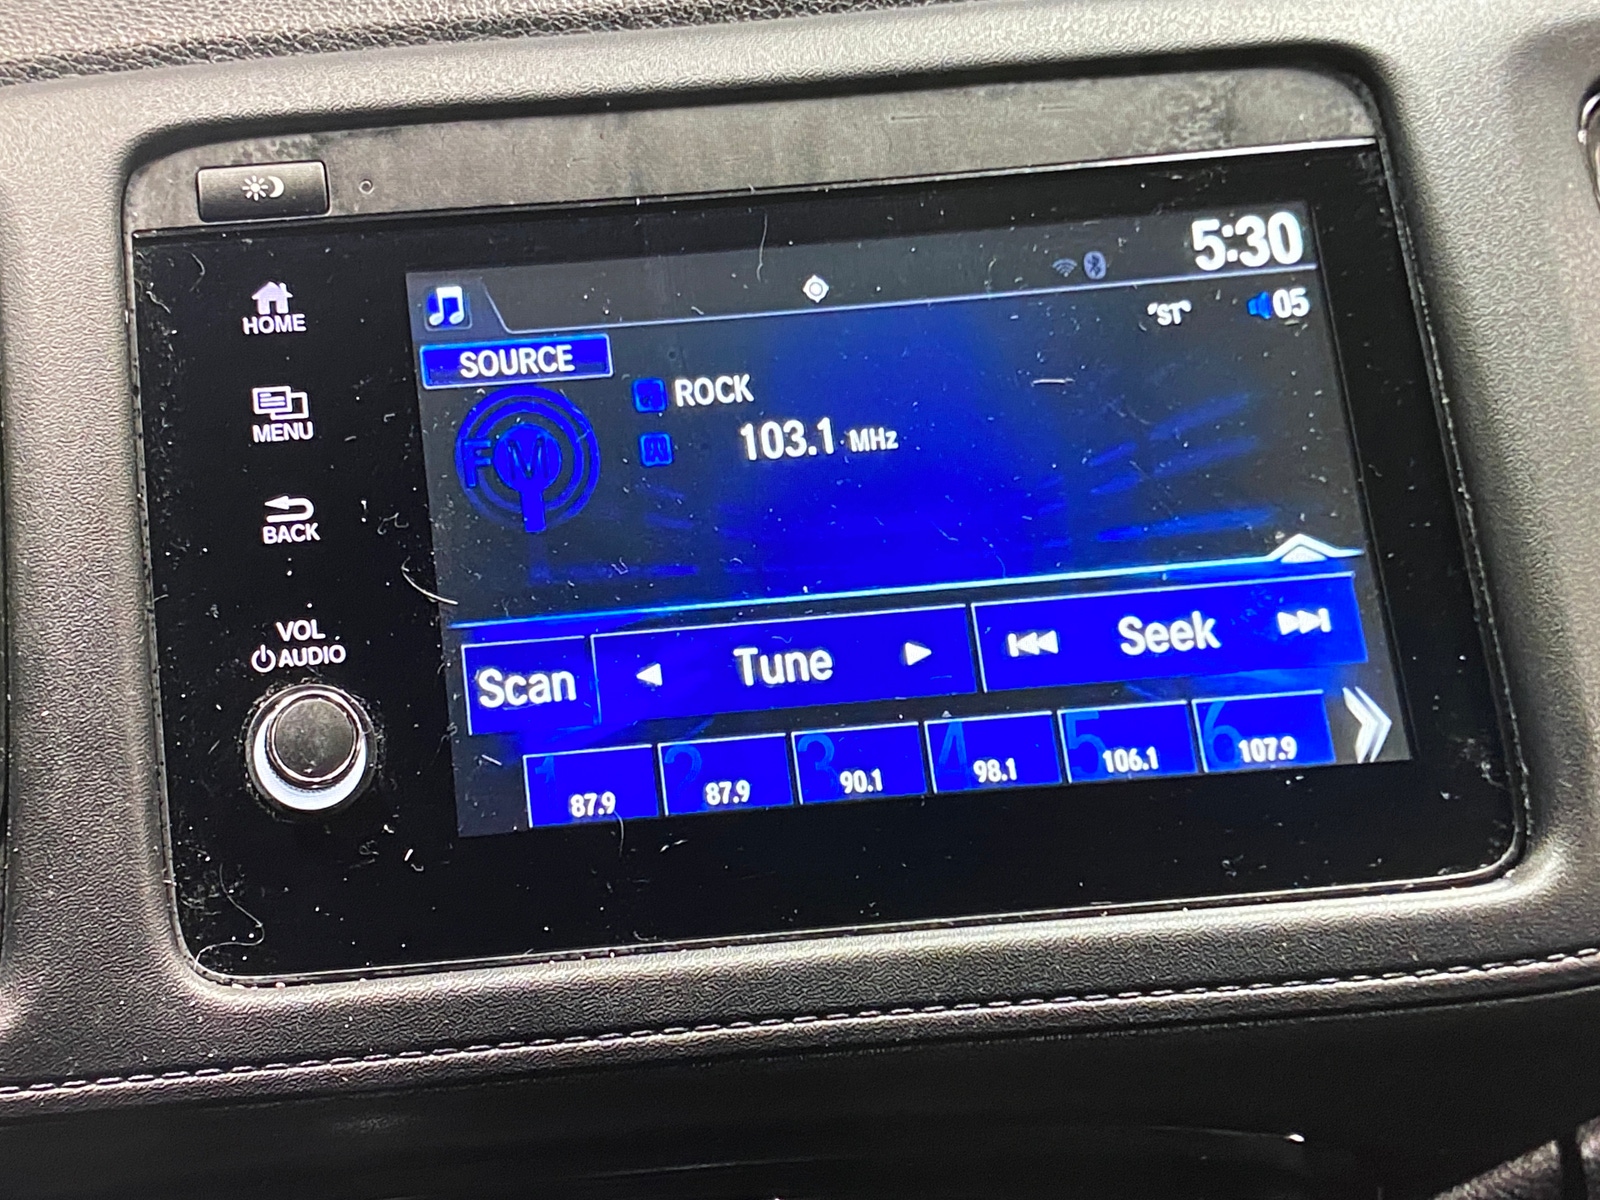 5:30
HOME
"ST"
05
SOURCE
ROCK
MENU
FM
103.1 MHz
BACK
VOL
AUDIO
Scan
Tune
Seek
1 87.9
2 87.9
3 90.1
4 98.1
5 106.1
6 107.9